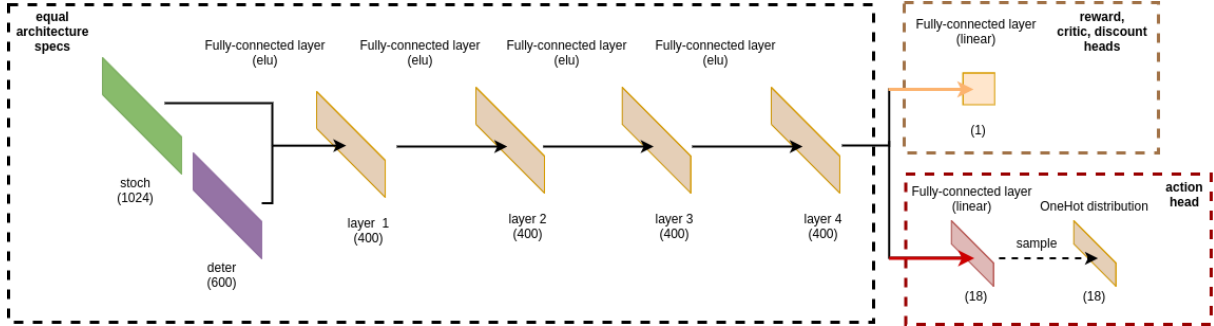 equal
architecture
specs
Fully-connected layer
(elu)
Fully-connected layer
(elu)
Fully-connected layer
(elu)
Fully-connected layer
(elu)
stoch
(1024)
deter
(600)
layer 1
(400)
layer 2
(400)
layer 3
(400)
layer 4
(400)
Fully-connected layer
(linear)
reward,
critic, discount
heads
(1)
Fully-connected layer
(linear)
OneHot distribution
action
head
sample
(18)
(18)